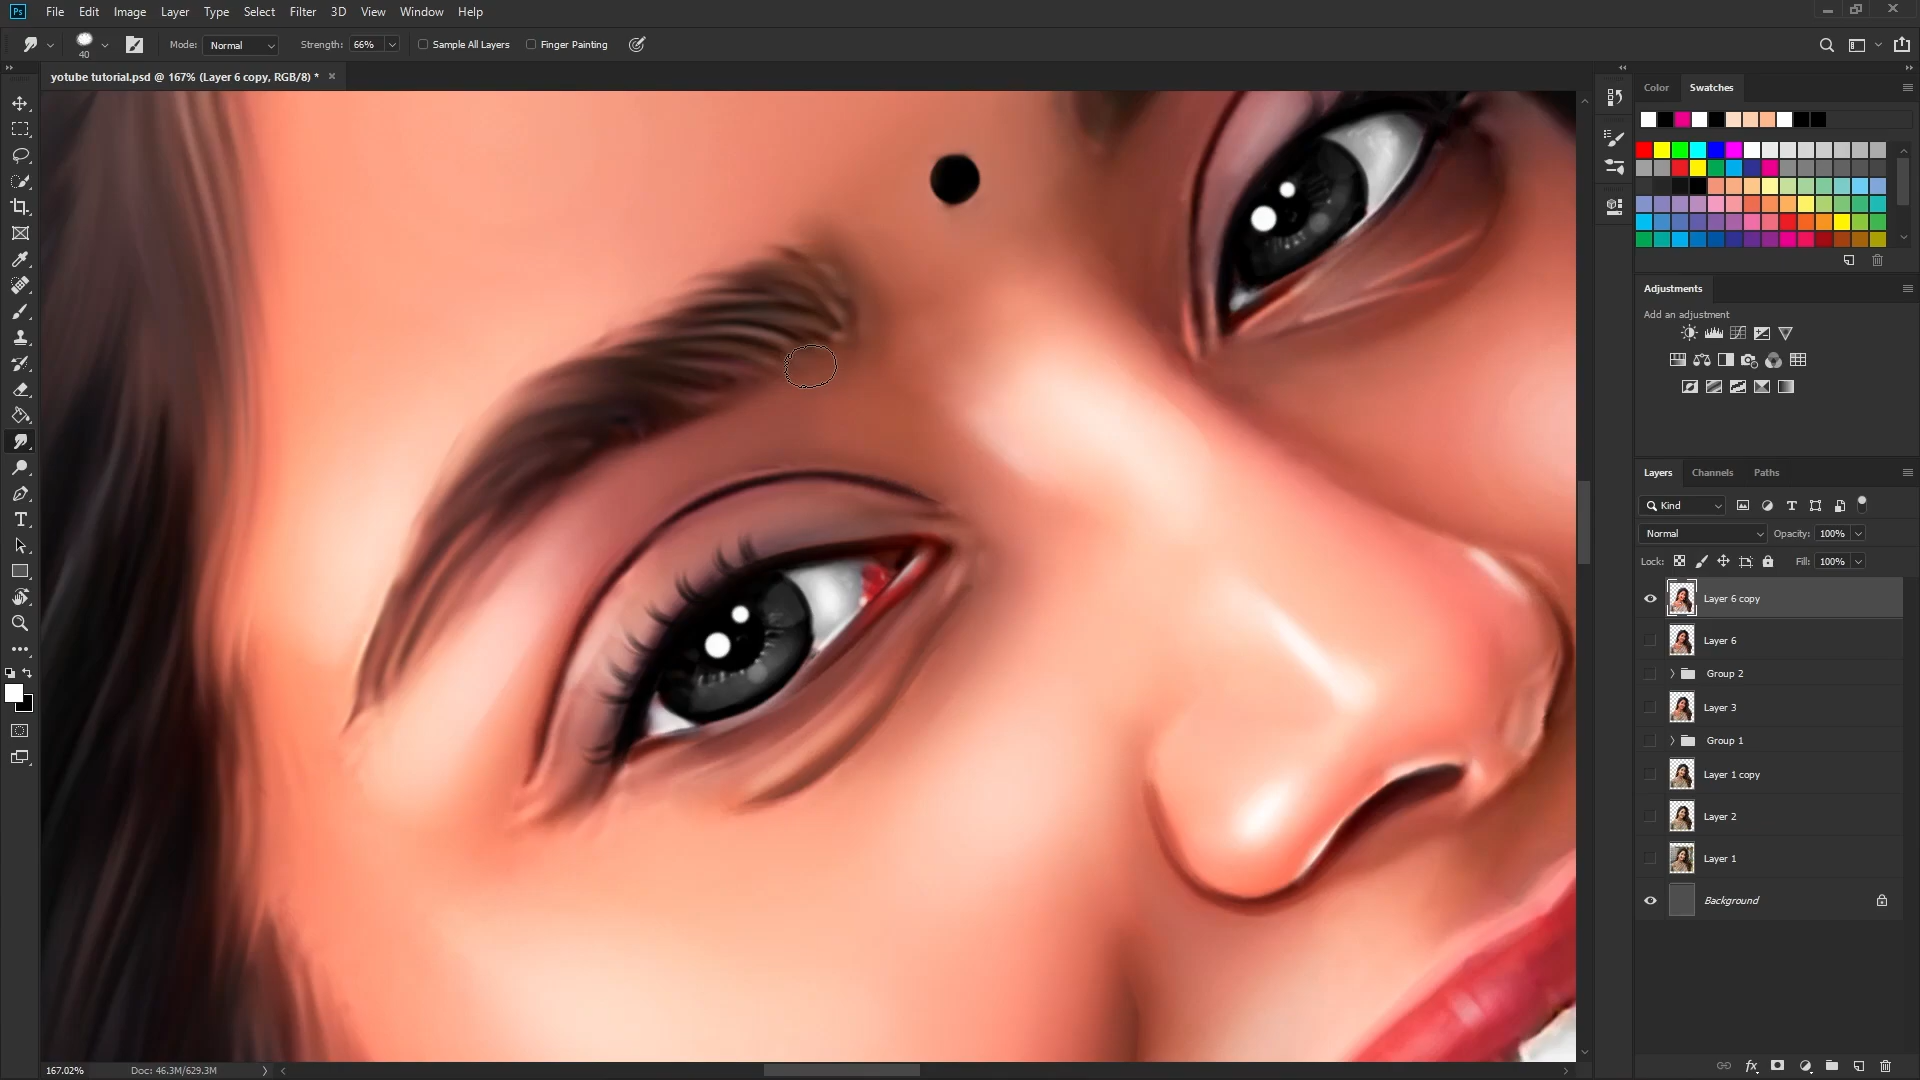 Ps File Edit Image Layer Type Select Filter 3D View Window Help
40 Mode: Normal Strength: 66% Sample All Layers Finger Painting
yotube tutorial.psd @ 167% (Layer 6 copy, RGB/8) * ×
Color Swatches
Adjustments
Add an adjustment
Layers Channels Paths
Kind
Normal Opacity: 100%
Lock: Fill: 100%
Layer 6 copy
Layer 6
Group 2
Layer 3
Group 1
Layer 1 copy
Layer 2
Layer 1
Background
167.02% Doc: 46.3M/629.3M